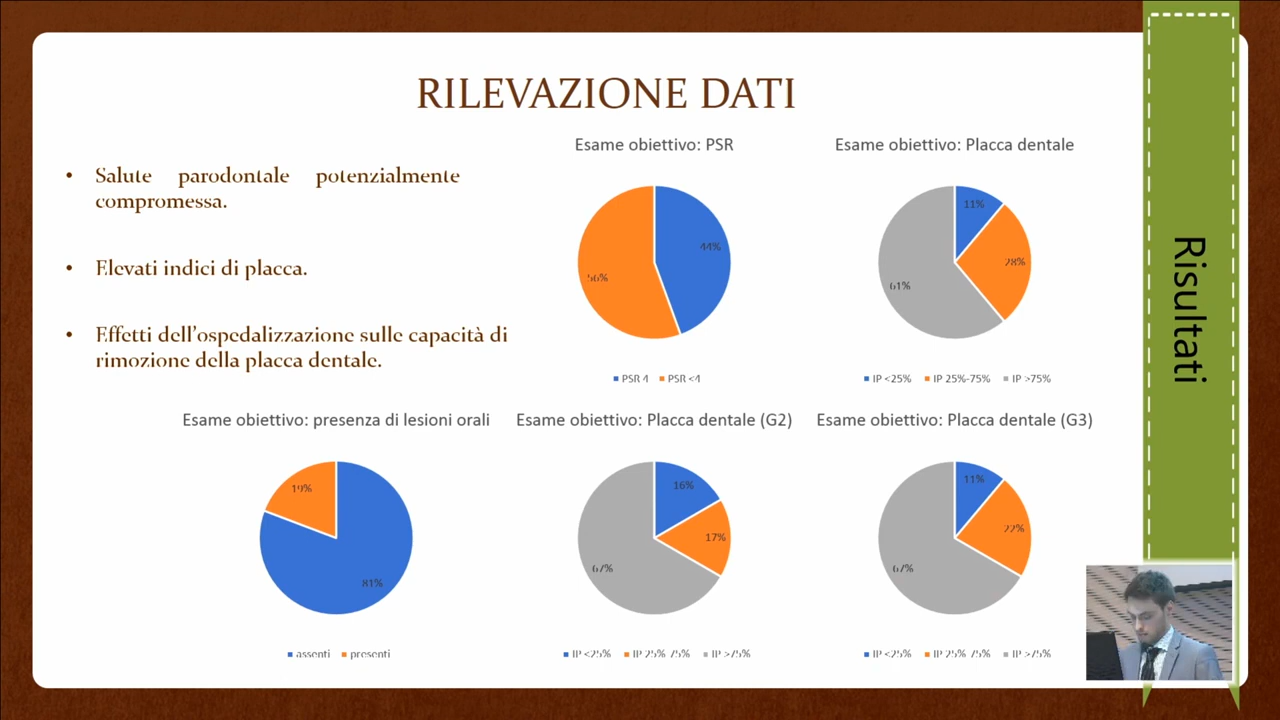 RILEVAZIONE DATI
• Salute parodontale potenzialmente
compromessa.
• Elevati indici di placca.
• Effetti dell'ospedalizzazione sulle capacità di
rimozione della placca dentale.
Esame obiettivo: PSR
44%
56%
PSR 4 PSR <4
Esame obiettivo: Placca dentale
11%
28%
61%
IP <25% IP 25%-75% IP >75%
Esame obiettivo: presenza di lesioni orali
19%
81%
assenti presenti
Esame obiettivo: Placca dentale (G2)
16%
17%
67%
IP <25% IP 25% 75% IP >75%
Esame obiettivo: Placca dentale (G3)
11%
22%
67%
IP <25% IP 25% 75% IP >75%
Risultati